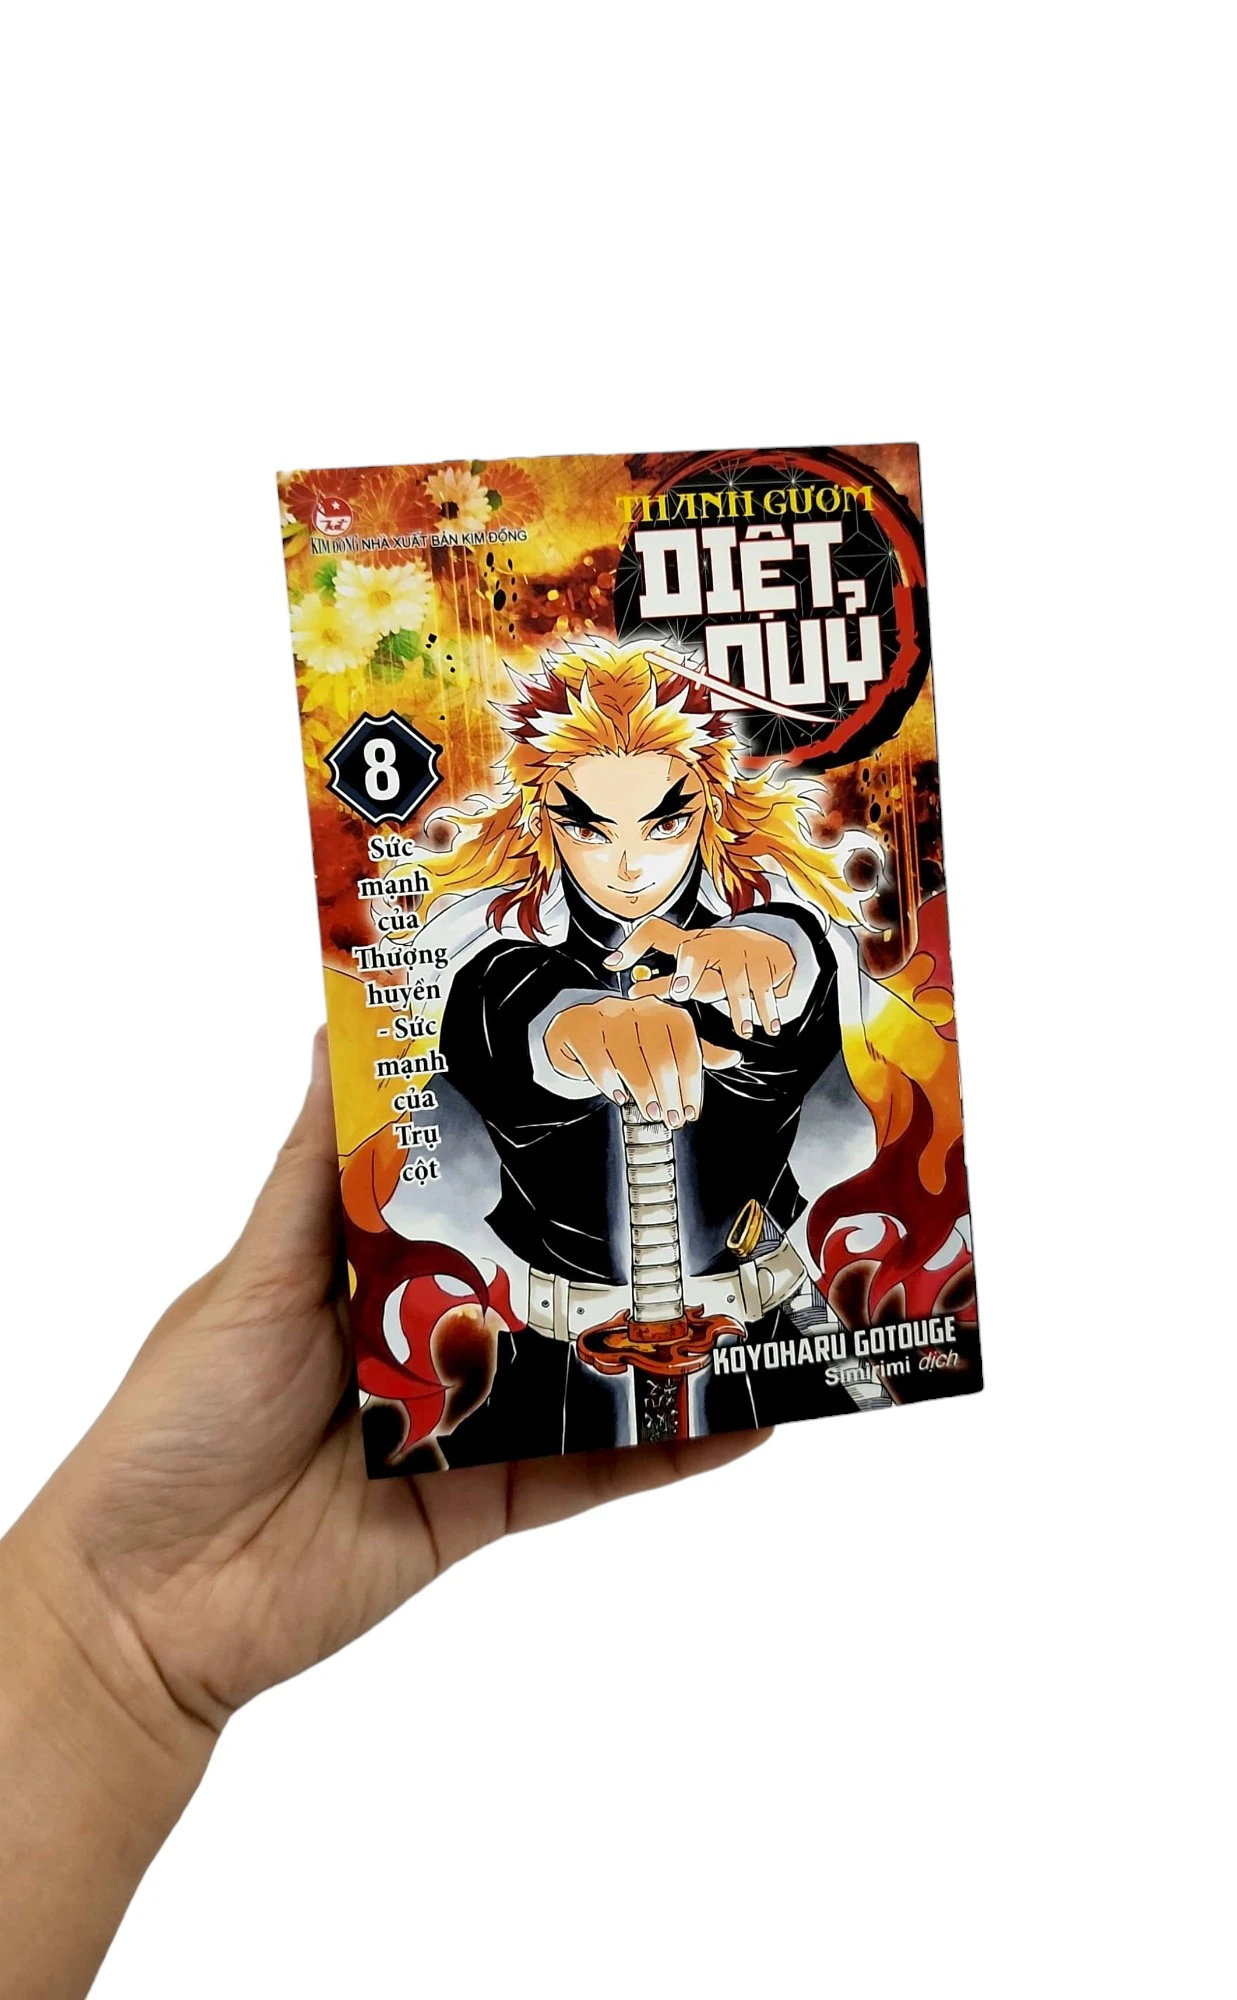 KIM ĐỒNG NHÀ XUẤT BẢN KIM ĐỒNG
THANH GƯƠM
DIỆT
QUỶ
8
Sức
mạnh
của
Thượng
huyền
- Sức
mạnh
của
Trụ
cột
KOYOHARU GOTOUGE
Simirimi dịch